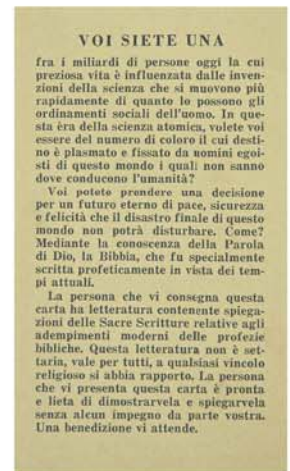 VOI SIETE UNA
fra i miliardi di persone oggi la cui
preziosa vita è influenzata dalle inven-
zioni della scienza che si muovono più
rapidamente di quanto lo possono gli
ordinamenti sociali dell'uomo. In que-
sta èra della scienza atomica, volete voi
essere del numero di coloro il cui desti-
no è plasmato e fissato da uomini egoi-
sti di questo mondo i quali non sanno
dove conducono l'umanità?
Voi potete prendere una decisione
per un futuro eterno di pace, sicurezza
e felicità che il disastro finale di questo
mondo non potrà disturbare. Come?
Mediante la conoscenza della Parola
di Dio, la Bibbia, che fu specialmente
scritta profeticamente in vista dei tem-
pi attuali.
La persona che vi consegna questa
carta ha letteratura contenente spiega-
zioni delle Sacre Scritture relative agli
adempimenti moderni delle profezie
bibliche. Questa letteratura non è set-
taria, vale per tutti, a qualsiasi vincolo
religioso si abbia rapporto. La persona
che vi presenta questa carta è pronta
e lieta di dimostrarvela e spiegarvela
senza alcun impegno da parte vostra.
Una benedizione vi attende.